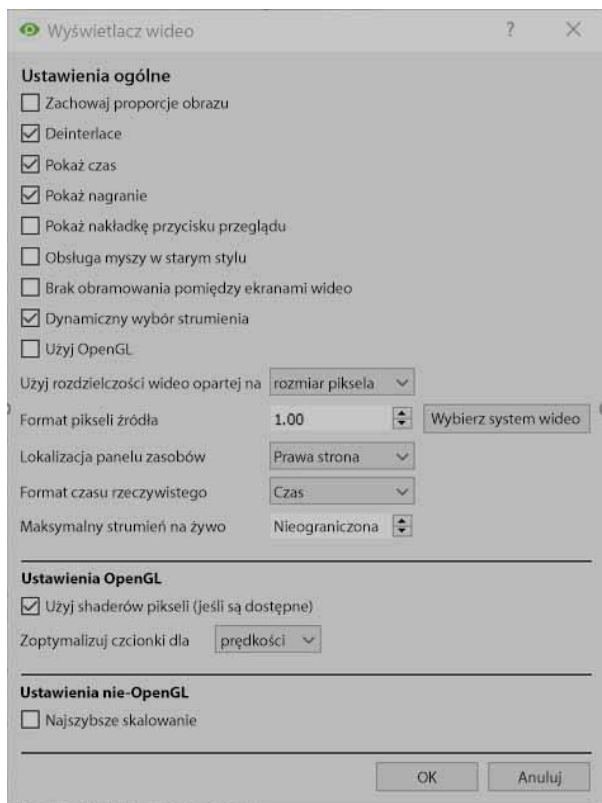 Wyświetlacz wideo ?
Ustawienia ogólne
Zachowaj proporcje obrazu
Deinterlace
Pokaż czas
Pokaż nagranie
Pokaż nakładkę przycisku przeglądu
Obsługa myszy w starym stylu
Brak obramowania pomiędzy ekranami wideo
Dynamiczny wybór strumienia
Użyj OpenGL
Użyj rozdzielczości wideo opartej na rozmiar piksela
Format pikseli źródła 1.00 Wybierz system wideo
Lokalizacja panelu zasobów Prawa strona
Format czasu rzeczywistego Czas
Maksymalny strumień na żywo Nieograniczona
Ustawienia OpenGL
Użyj shaderów pikseli (jeśli są dostępne)
Zoptymalizuj czcionki dla prędkości
Ustawienia nie-OpenGL
Najszybsze skalowanie
OK Anuluj